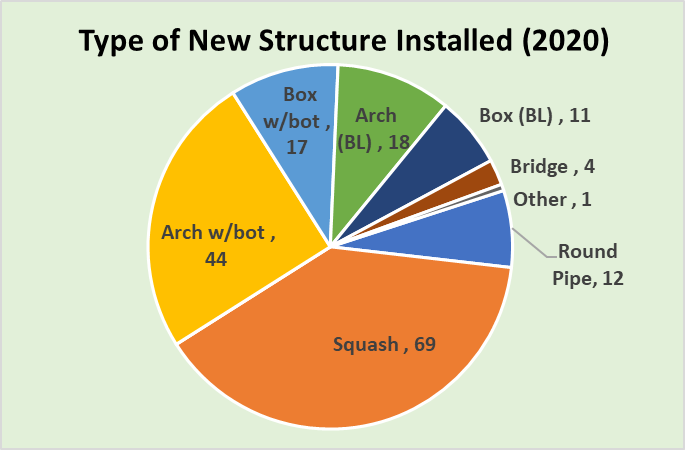 Type of New Structure Installed (2020)
Box
w/bot ,
17
Arch
(BL) , 18
Box (BL) , 11
Bridge , 4
Other , 1
Round
Pipe, 12
Arch w/bot ,
44
Squash , 69